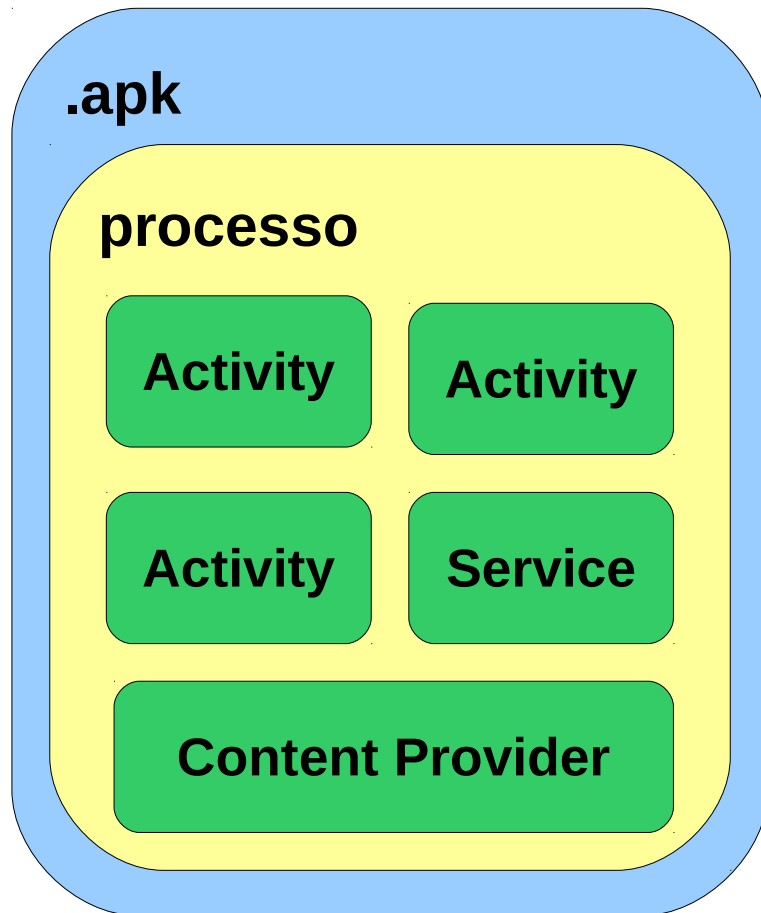 .apk
processo
Activity
Activity
Activity
Service
Content Provider